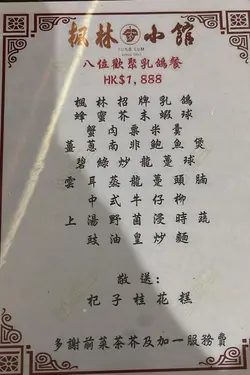 楓林小館
FUNG LUM
八位歡聚乳鴿餐
HK$1,888
楓林招牌乳鴿
蜂蜜芥末蝦球
蟹肉粟米羹
薑蔥南非鮑魚煲
碧綠炒龍躉球
雲耳蒸龍躉頭腩
中式牛仔柳
上湯野菌浸時蔬
豉油皇炒麵
敬送:
杞子桂花糕
多謝前菜茶芥及加一服務費